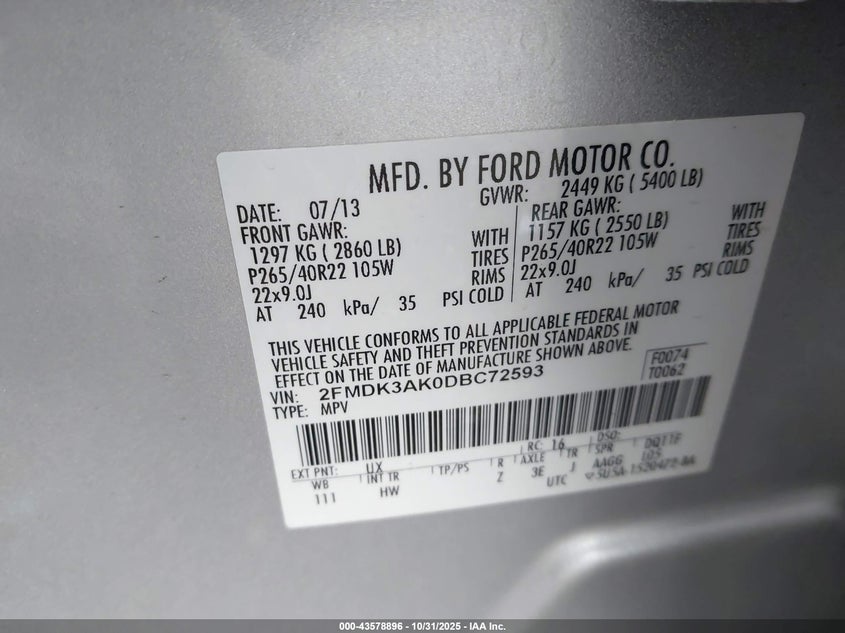 MFD. BY FORD MOTOR CO.
DATE: 07/13
GVWR: 2449 KG ( 5400 LB)
FRONT GAWR:
1297 KG ( 2860 LB) WITH
P265/40R22 105W TIRES
22x9.0J RIMS
AT 240 kPa/ 35 PSI COLD
REAR GAWR:
1157 KG ( 2550 LB) WITH
P265/40R22 105W TIRES
22x9.0J RIMS
AT 240 kPa/ 35 PSI COLD
THIS VEHICLE CONFORMS TO ALL APPLICABLE FEDERAL MOTOR
VEHICLE SAFETY AND THEFT PREVENTION STANDARDS IN
EFFECT ON THE DATE OF MANUFACTURE SHOWN ABOVE.
VIN: 2FMDK3AK0DBC72593
TYPE: MPV
F0074
T0062
EXT PNT: UX RC: 16 DSO:
WB INT TR TP/PS R AXLE TR SPR
111 HW Z 3E J AAGG
UTC
000-43578896 - 10/31/2025 - IAA Inc.